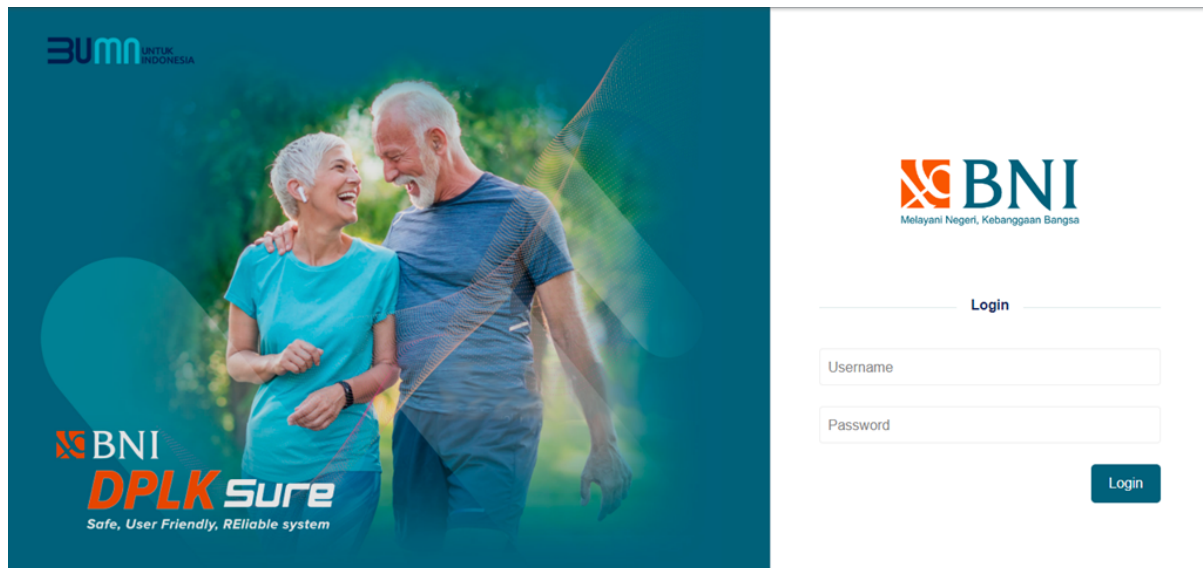 BUMN UNTUK
INDONESIA
BNI
DPLK Sure
Safe, User Friendly, REliable system
BNI
Melayani Negeri, Kebanggaan Bangsa
Login
Username
Password
Login